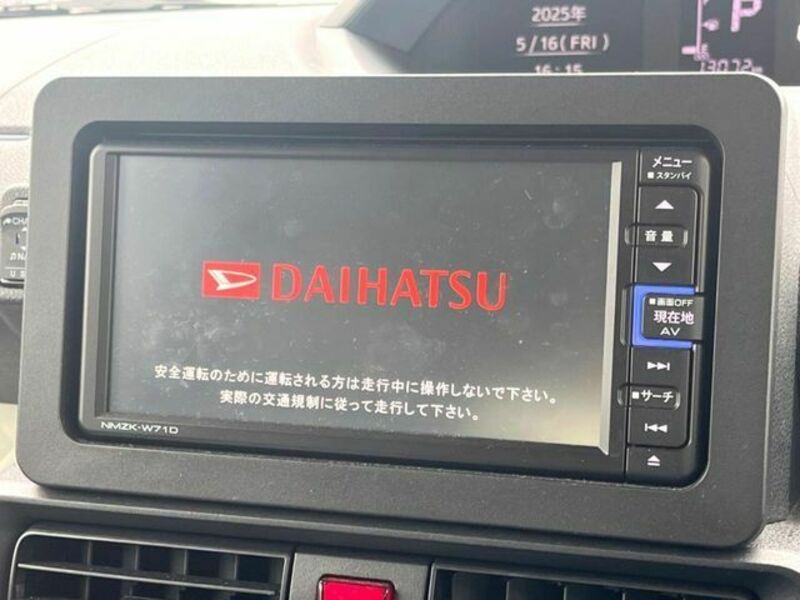 2025年
5/16(FRI)
16:15
P
13072
メニュー
■スタンバイ
音量
■画面OFF
現在地
AV
■サーチ
DAIHATSU
安全運転のために運転される方は走行中に操作しないで下さい。
実際の交通規制に従って走行して下さい。
NMZK-W71D